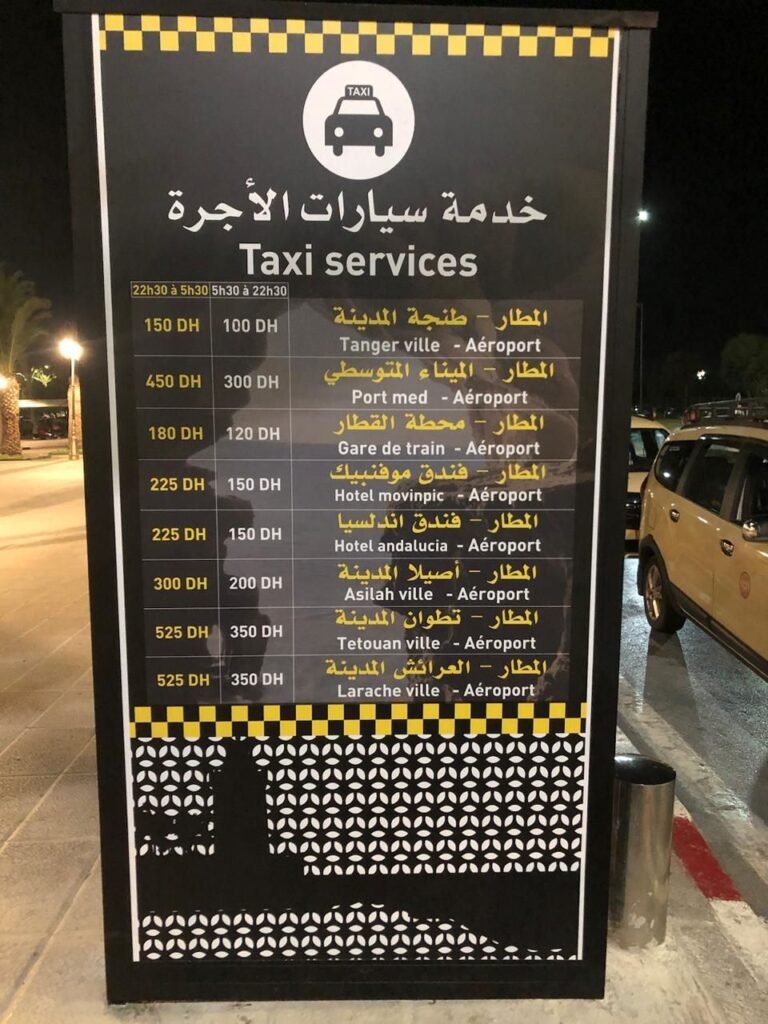 TAXI
خدمة سيارات الأجرة
Taxi services
22h30 à 5h30 5h30 à 22h30
150 DH 100 DH المطار - طنجة المدينة
Tanger ville - Aéroport
450 DH 300 DH المطار - الميناء المتوسطي
Port med - Aéroport
180 DH 120 DH المطار - محطة القطار
Gare de train - Aéroport
225 DH 150 DH المطار - فندق موفنبيك
Hotel movinpic - Aéroport
225 DH 150 DH المطار - فندق اندلسيا
Hotel andalucia - Aéroport
300 DH 200 DH المطار - أصيلا المدينة
Asilah ville - Aéroport
525 DH 350 DH المطار - تطوان المدينة
Tetouan ville - Aéroport
525 DH 350 DH المطار - العرائش المدينة
Larache ville - Aéroport